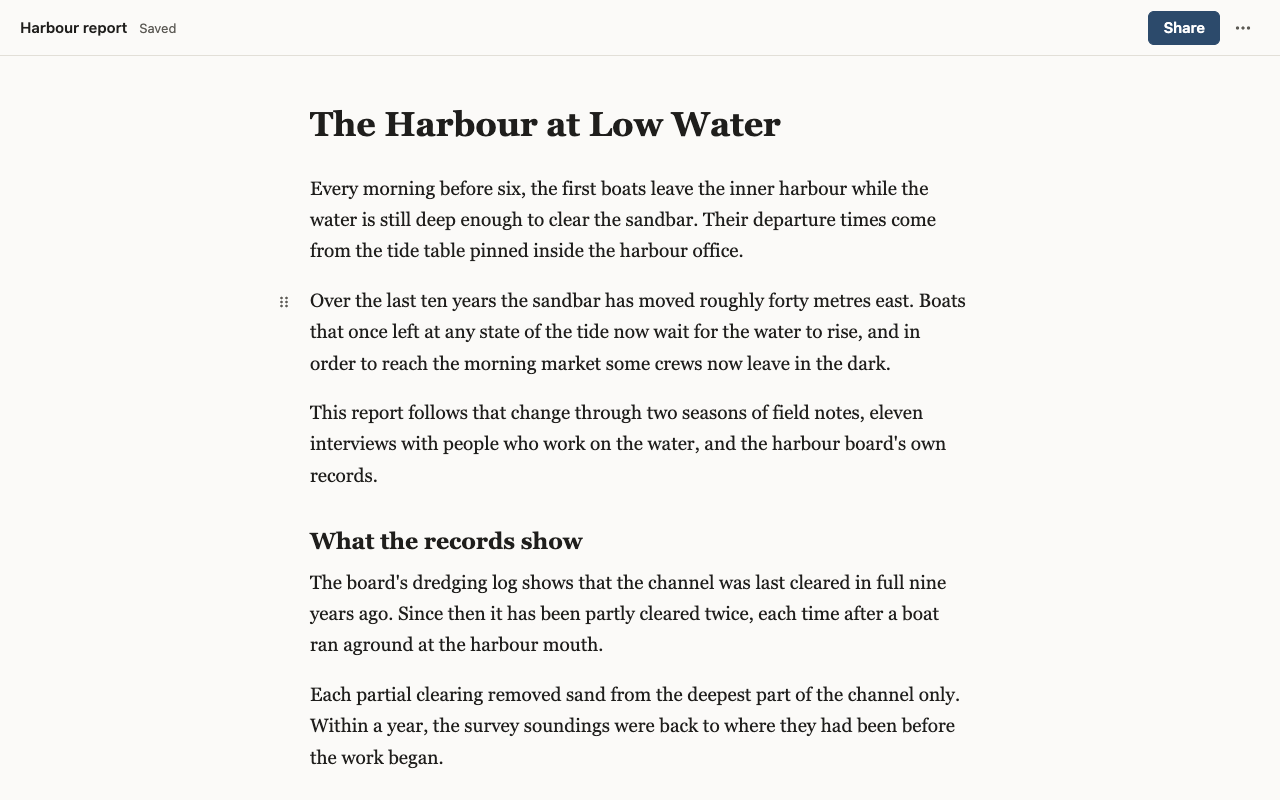 Harbour report Saved
Share
The Harbour at Low Water
Every morning before six, the first boats leave the inner harbour while the
water is still deep enough to clear the sandbar. Their departure times come
from the tide table pinned inside the harbour office.
Over the last ten years the sandbar has moved roughly forty metres east. Boats
that once left at any state of the tide now wait for the water to rise, and in
order to reach the morning market some crews now leave in the dark.
This report follows that change through two seasons of field notes, eleven
interviews with people who work on the water, and the harbour board's own
records.
What the records show
The board's dredging log shows that the channel was last cleared in full nine
years ago. Since then it has been partly cleared twice, each time after a boat
ran aground at the harbour mouth.
Each partial clearing removed sand from the deepest part of the channel only.
Within a year, the survey soundings were back to where they had been before
the work began.